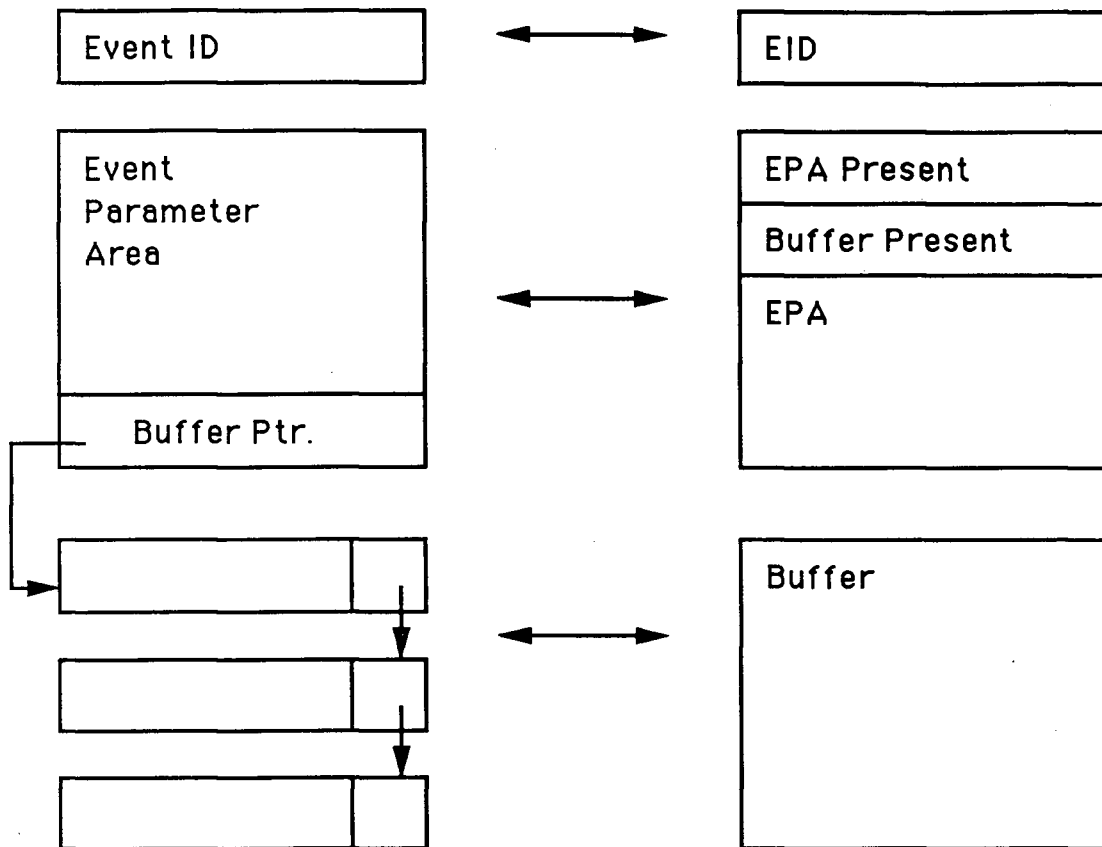 Event ID
EID
Event
Parameter
Area
Buffer Ptr.
EPA Present
Buffer Present
EPA
Buffer